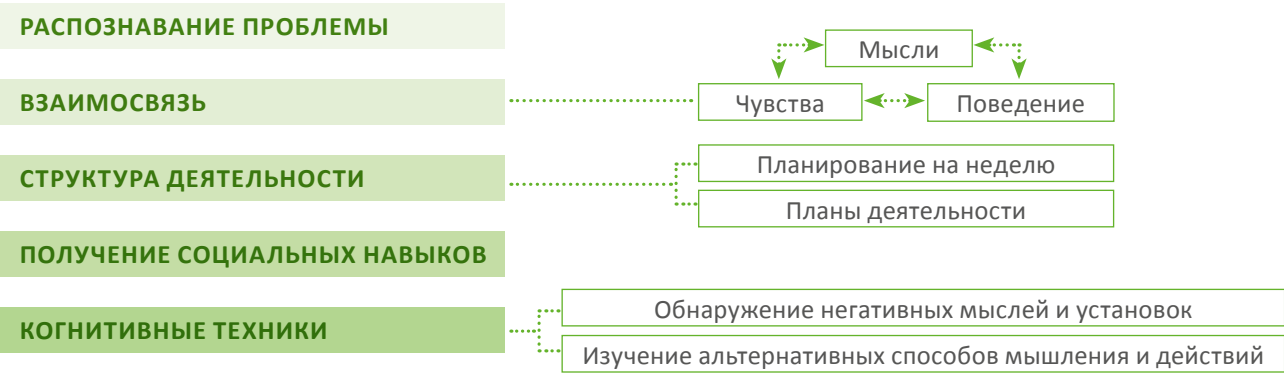 РАСПОЗНАВАНИЕ ПРОБЛЕМЫ
Мысли
ВЗАИМОСВЯЗЬ
Чувства
Поведение
СТРУКТУРА ДЕЯТЕЛЬНОСТИ
Планирование на неделю
Планы деятельности
ПОЛУЧЕНИЕ СОЦИАЛЬНЫХ НАВЫКОВ
КОГНИТИВНЫЕ ТЕХНИКИ
Обнаружение негативных мыслей и установок
Изучение альтернативных способов мышления и действий